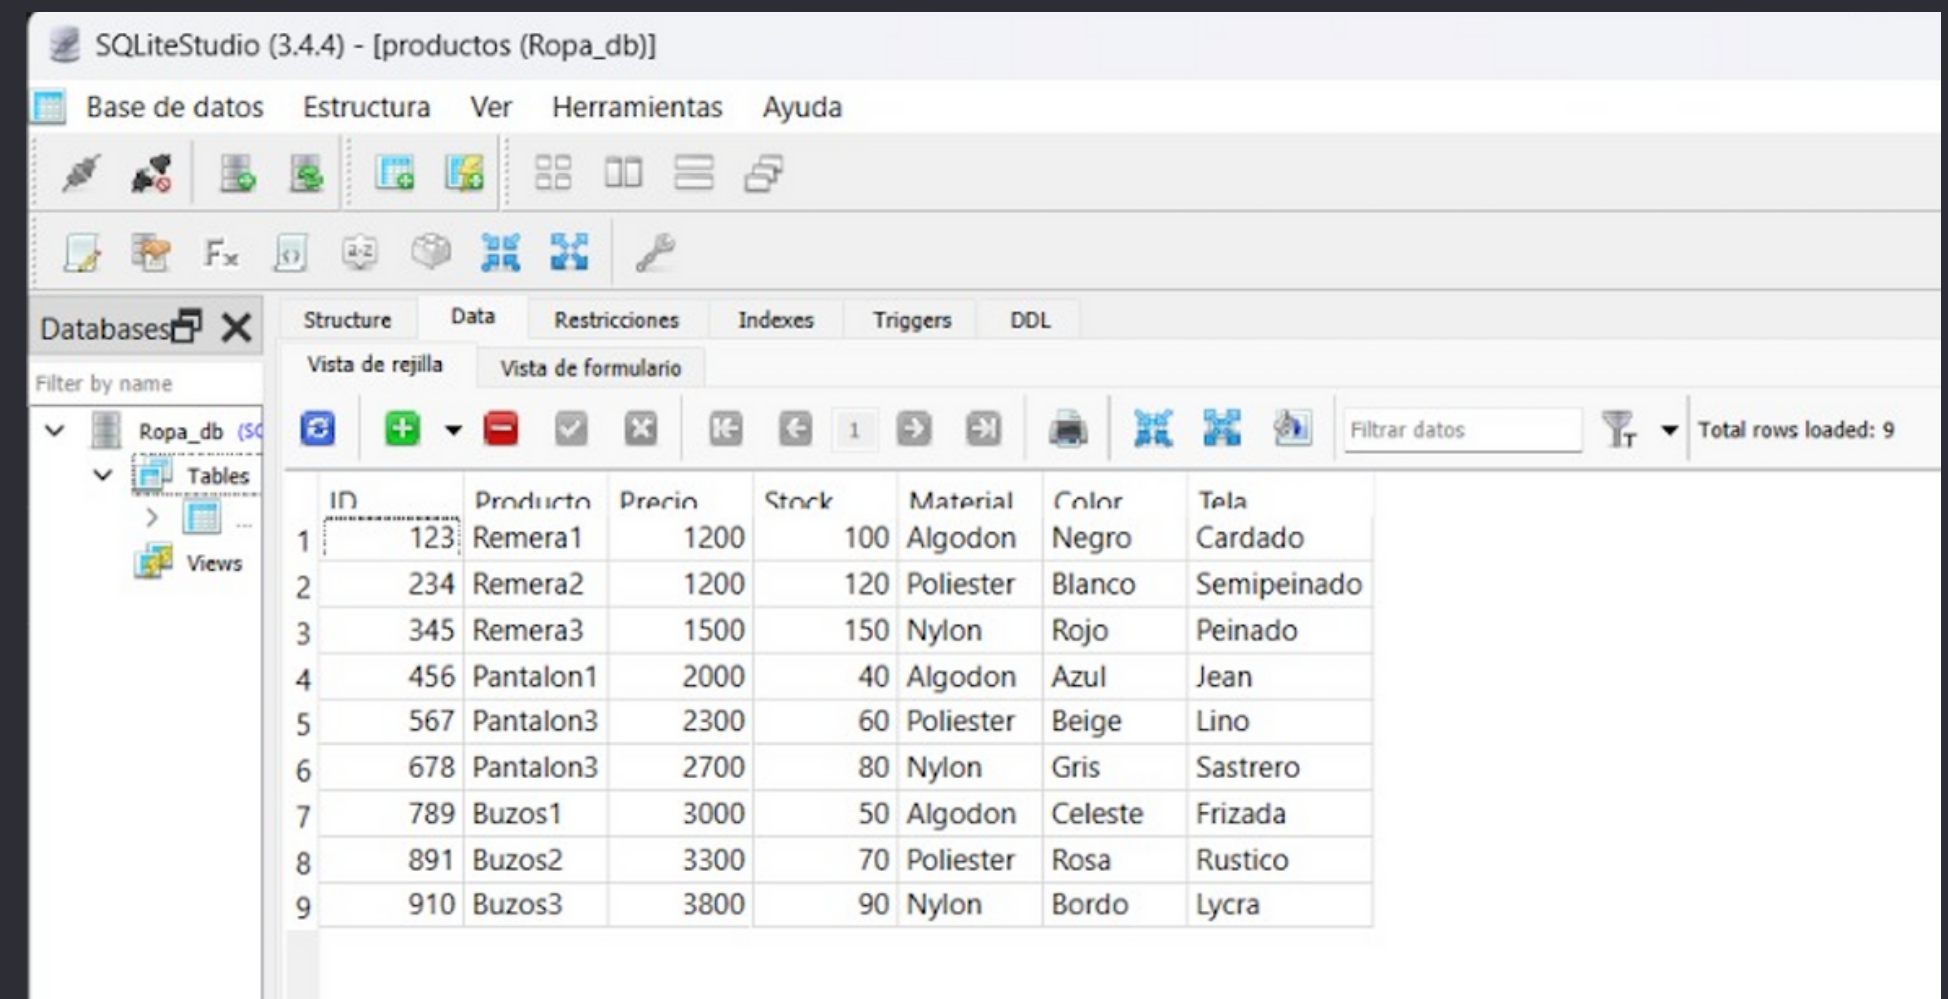 SQLiteStudio (3.4.4) - [productos (Ropa_db)]
Base de datos Estructura Ver Herramientas Ayuda
Fx a-z
Databases
Structure Data Restricciones Indexes Triggers DDL
Filter by name
Vista de rejilla Vista de formulario
Ropa_db
1 Filtrar datos T Total rows loaded: 9
Tables
...
Views
ID Producto Precio Stock Material Color Tela
1 123 Remera1 1200 100 Algodon Negro Cardado
2 234 Remera2 1200 120 Poliester Blanco Semipeinado
3 345 Remera3 1500 150 Nylon Rojo Peinado
4 456 Pantalon1 2000 40 Algodon Azul Jean
5 567 Pantalon3 2300 60 Poliester Beige Lino
6 678 Pantalon3 2700 80 Nylon Gris Sastrero
7 789 Buzos1 3000 50 Algodon Celeste Frizada
8 891 Buzos2 3300 70 Poliester Rosa Rustico
9 910 Buzos3 3800 90 Nylon Bordo Lycra